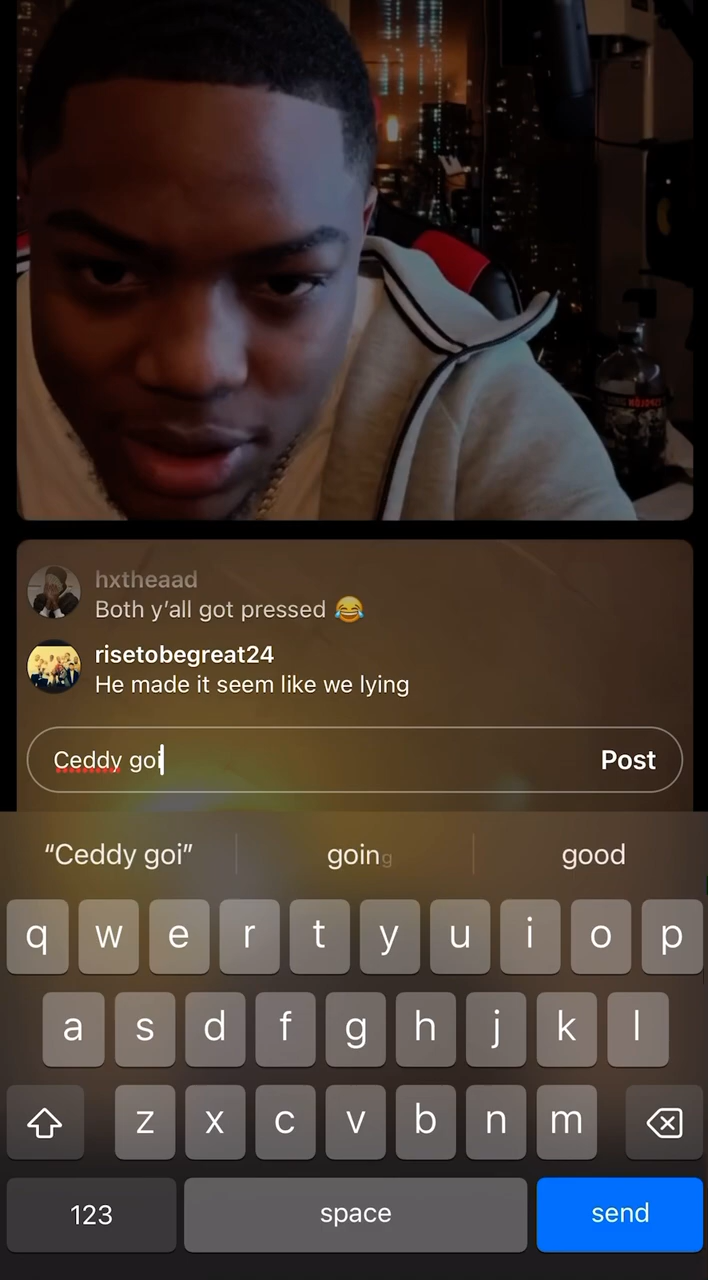 hxtheaad
Both y’all got pressed 😂
risetobegreat24
He made it seem like we lying
Ceddy goi
Post
“Ceddy goi” going good
q w e r t y u i o p
a s d f g h j k l
z x c v b n m
123 space send